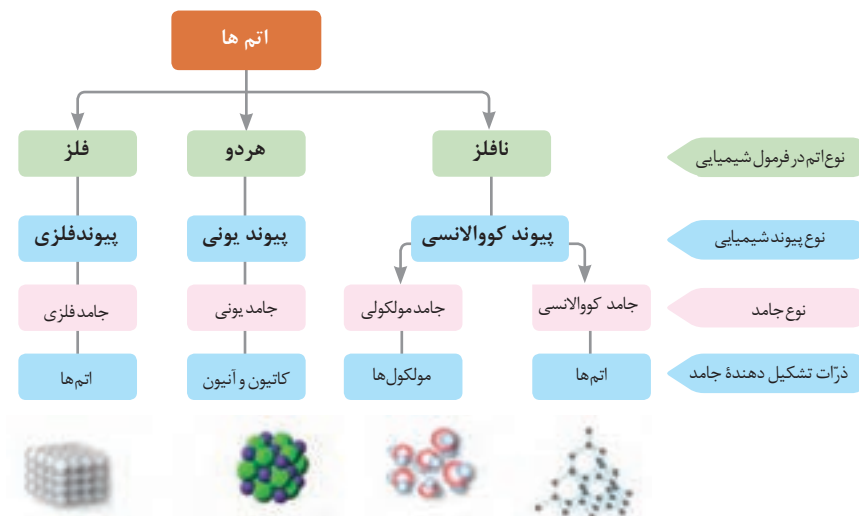 اتم ها
نافلز
هردو
فلز
نوع اتم در فرمول شیمیایی
پیوند کووالانسی
پیوند یونی
پیوندفلزی
نوع پیوند شیمیایی
جامد کووالانسی
جامد مولکولی
جامد یونی
جامد فلزی
نوع جامد
اتم‌ها
مولکول‌ها
کاتیون و آنیون
اتم‌ها
ذرّات تشکیل دهندهٔ جامد